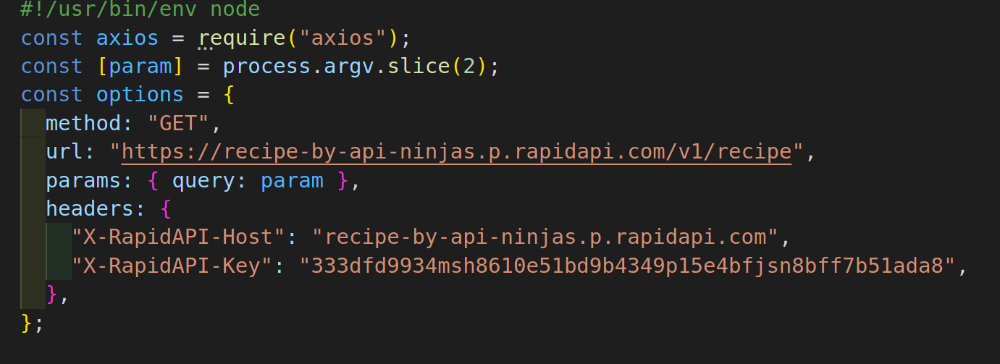 #!/usr/bin/env node
const axios = require("axios");
const [param] = process.argv.slice(2);
const options = {
method: "GET",
url: "https://recipe-by-api-ninjas.p.rapidapi.com/v1/recipe",
params: { query: param },
headers: {
"X-RapidAPI-Host": "recipe-by-api-ninjas.p.rapidapi.com",
"X-RapidAPI-Key": "333dfd9934msh8610e51bd9b4349p15e4bfjsn8bff7b51ada8",
},
};